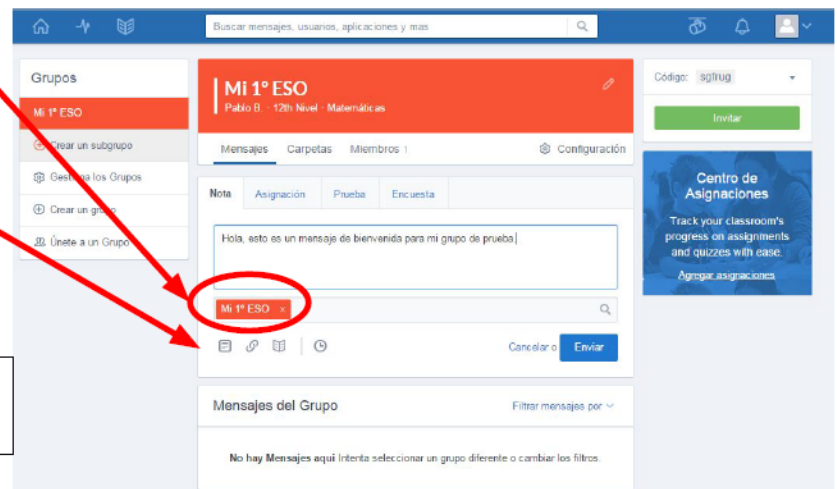 Buscar mensajes, usuarios, aplicaciones y mas
Grupos
Mi 1º ESO
Crear un subgrupo
Gestiona los Grupos
Crear un grupo
Únete a un Grupo
Mi 1º ESO
Pablo B. · 12th Nivel · Matemáticas
Mensajes Carpetas Miembros 1 Configuración
Nota Asignación Prueba Encuesta
Hola, esto es un mensaje de bienvenida para mi grupo de prueba
Mi 1º ESO x
Cancelar o Enviar
Mensajes del Grupo Filtrar mensajes por
No hay Mensajes aquí Intenta seleccionar un grupo diferente o cambiar los filtros.
Código: sgfrug
Invitar
Centro de
Asignaciones
Track your classroom's
progress on assignments
and quizzes with ease.
Agregar asignaciones